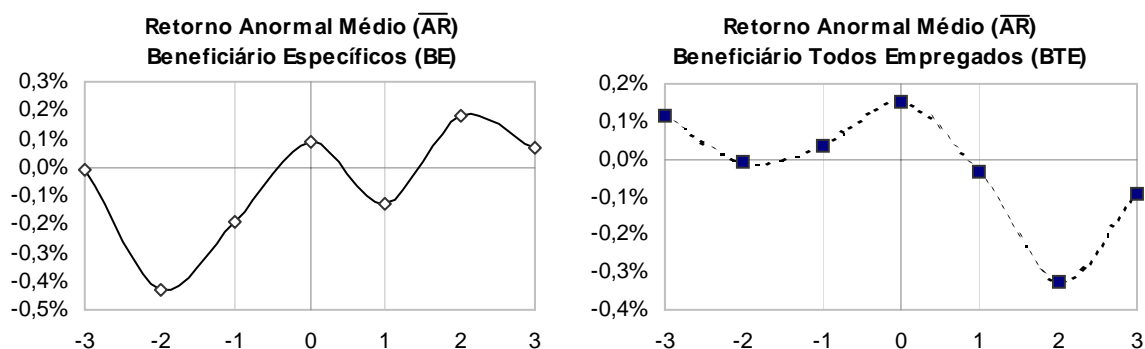 Retorno Anormal Médio (A̅R̅)
Beneficiário Específicos (BE)
0,3%
0,2%
0,1%
0,0%
-0,1%
-0,2%
-0,3%
-0,4%
-0,5%
-3 -2 -1 0 1 2 3
Retorno Anormal Médio (A̅R̅)
Beneficiário Todos Empregados (BTE)
0,2%
0,1%
0,0%
-0,1%
-0,2%
-0,3%
-0,4%
-3 -2 -1 0 1 2 3